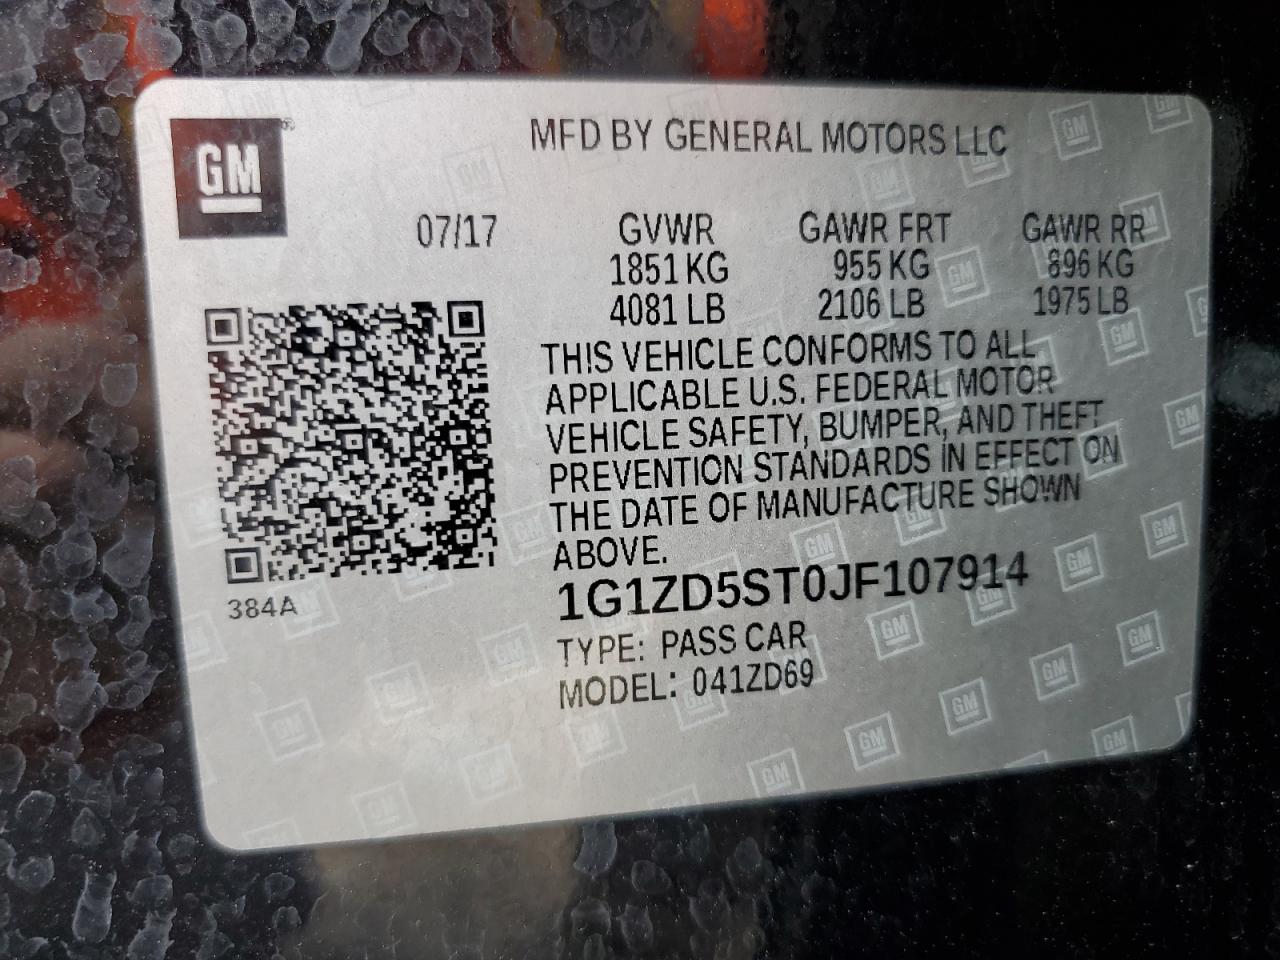 GM
MFD BY GENERAL MOTORS LLC
07/17 GVWR GAWR FRT GAWR RR
1851 KG 955 KG 896 KG
4081 LB 2106 LB 1975 LB
THIS VEHICLE CONFORMS TO ALL
APPLICABLE U.S. FEDERAL MOTOR
VEHICLE SAFETY, BUMPER, AND THEFT
PREVENTION STANDARDS IN EFFECT ON
THE DATE OF MANUFACTURE SHOWN
ABOVE.
384A
1G1ZD5ST0JF107914
TYPE: PASS CAR
MODEL: 041ZD69